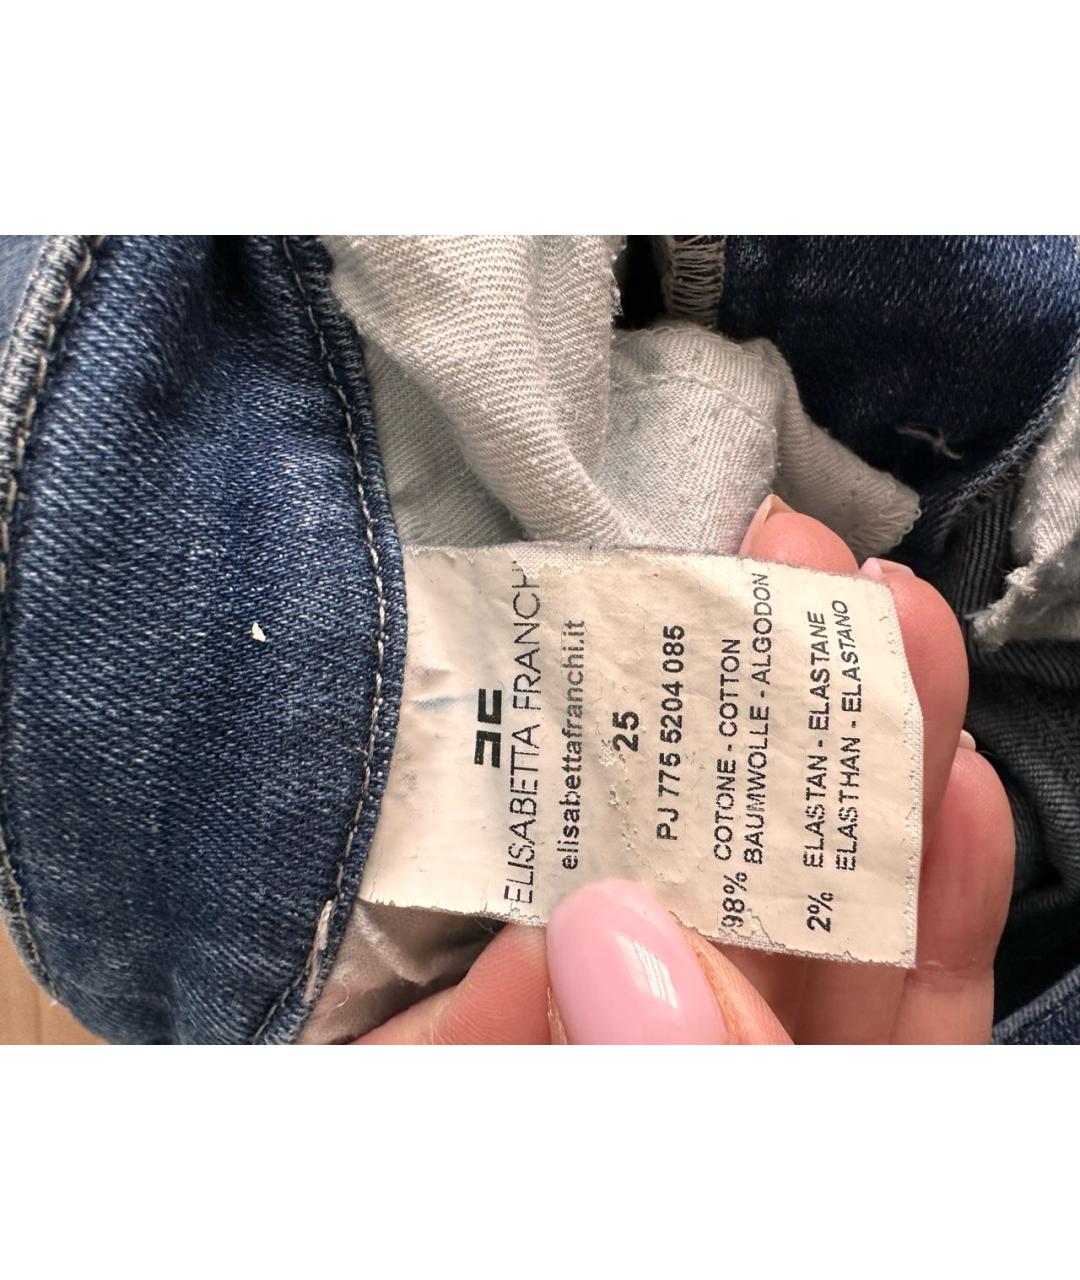 ELISABETTA FRANCHI
elisabettafranchi.it
25
PJ 775 5204 085
98% COTONE - COTTON
BAUMWOLLE - ALGODON
2% ELASTAN - ELASTANE
ELASTHAN - ELASTANO